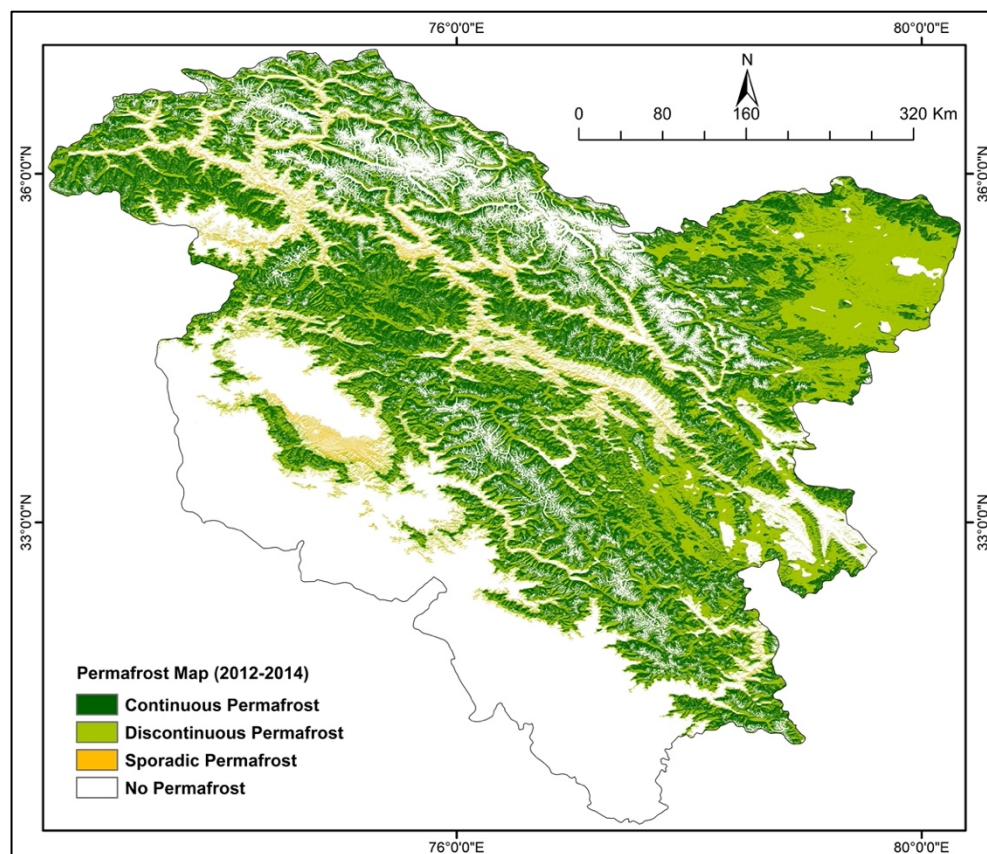 76°0'0"E
80°0'0"E
N
0 80 160 320 Km
36°0'0"N
36°0'0"N
33°0'0"N
33°0'0"N
Permafrost Map (2012-2014)
Continuous Permafrost
Discontinuous Permafrost
Sporadic Permafrost
No Permafrost
76°0'0"E
80°0'0"E